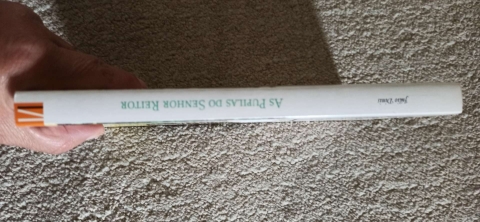 Júlio Dinis
As Pupilas do Senhor Reitor